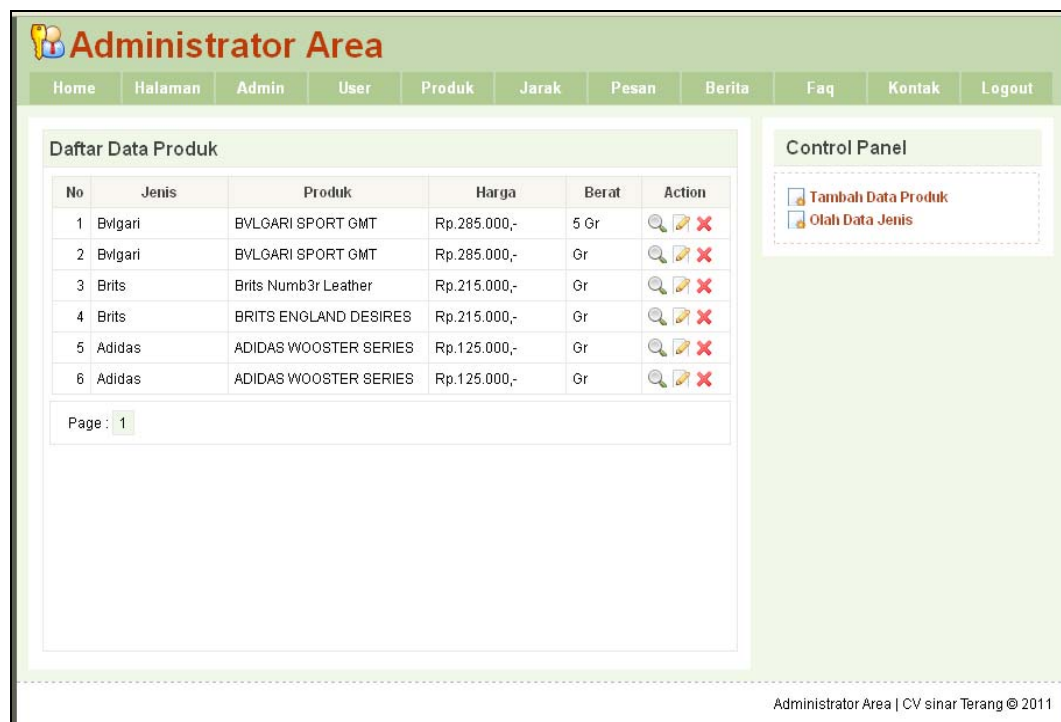 Administrator Area
Home Halaman Admin User Produk Jarak Pesan Berita Faq Kontak Logout
Daftar Data Produk
No Jenis Produk Harga Berat Action
1 Bvlgari BVLGARI SPORT GMT Rp.285.000,- 5 Gr
2 Bvlgari BVLGARI SPORT GMT Rp.285.000,- Gr
3 Brits Brits Numb3r Leather Rp.215.000,- Gr
4 Brits BRITS ENGLAND DESIRES Rp.215.000,- Gr
5 Adidas ADIDAS WOOSTER SERIES Rp.125.000,- Gr
6 Adidas ADIDAS WOOSTER SERIES Rp.125.000,- Gr
Page : 1
Control Panel
Tambah Data Produk
Olah Data Jenis
Administrator Area | CV sinar Terang © 2011